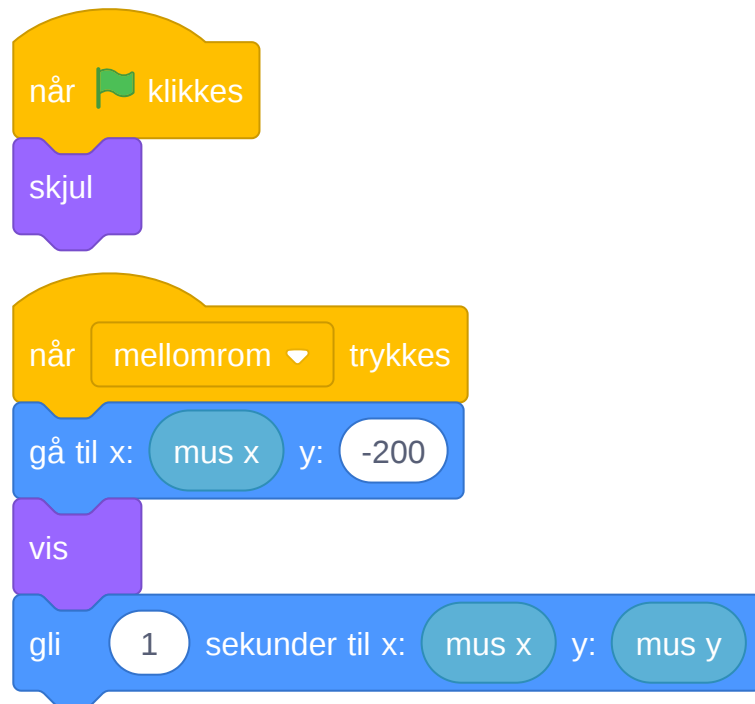 når klikkes
skjul
når mellomrom trykkes
gå til x: mus x y: -200
vis
gli 1 sekunder til x: mus x y: mus y